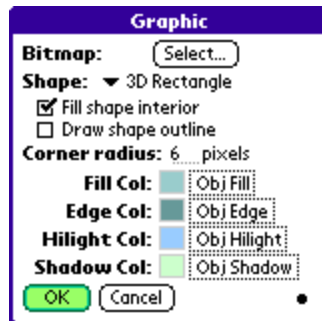 Graphic
Bitmap: Select...
Shape: 3D Rectangle
Fill shape interior
Draw shape outline
Corner radius: 6 pixels
Fill Col: Obj Fill
Edge Col: Obj Edge
Hilight Col: Obj Hilight
Shadow Col: Obj Shadow
OK Cancel